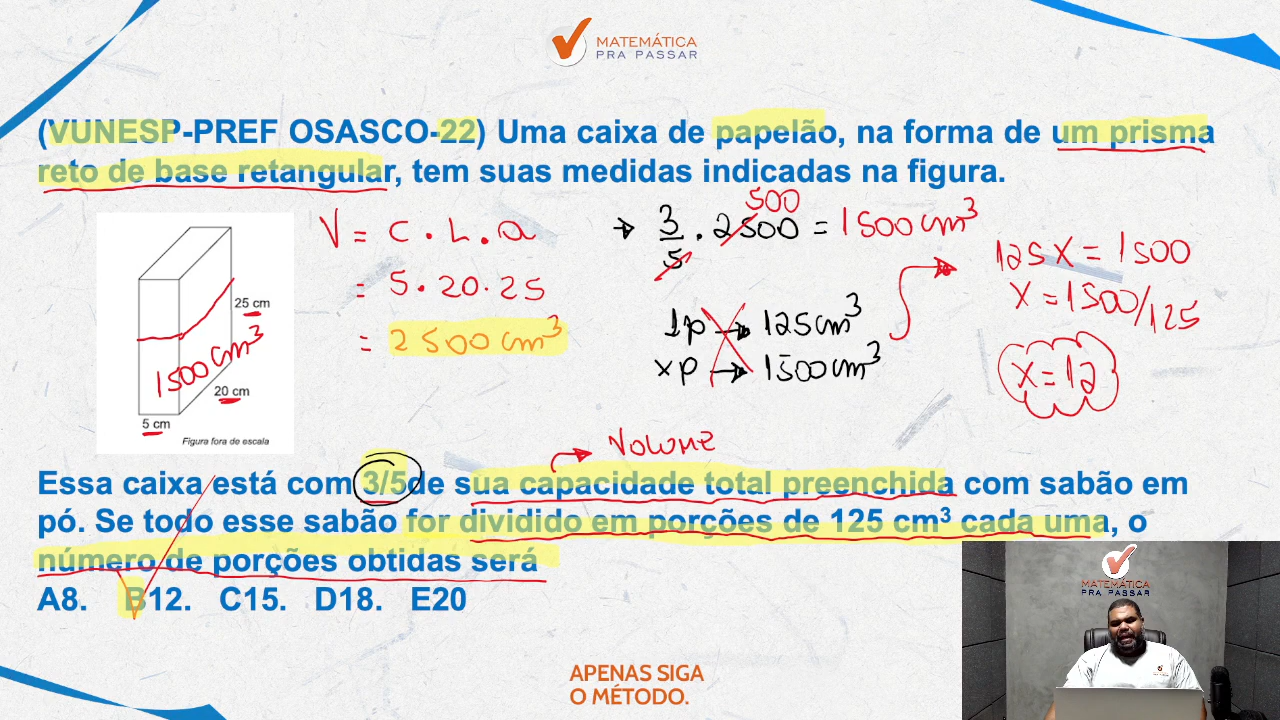 MATEMÁTICA
PRA PASSAR
(VUNESP-PREF OSASCO-22) Uma caixa de papelão, na forma de um prisma
reto de base retangular, tem suas medidas indicadas na figura.
V = C . L . a
= 5 . 20 . 25
= 2500 cm³
25 cm
20 cm
5 cm
1500 cm³
Figura fora de escala
500
3/5 . 2500 = 1500 cm³
1p → 125 cm³
xp → 1500 cm³
125X = 1500
X = 1500/125
X = 12
VOLUME
Essa caixa está com 3/5de sua capacidade total preenchida com sabão em
pó. Se todo esse sabão for dividido em porções de 125 cm³ cada uma, o
número de porções obtidas será
A8. B12. C15. D18. E20
MATEMÁTICA
PRA PASSAR
APENAS SIGA
O MÉTODO.